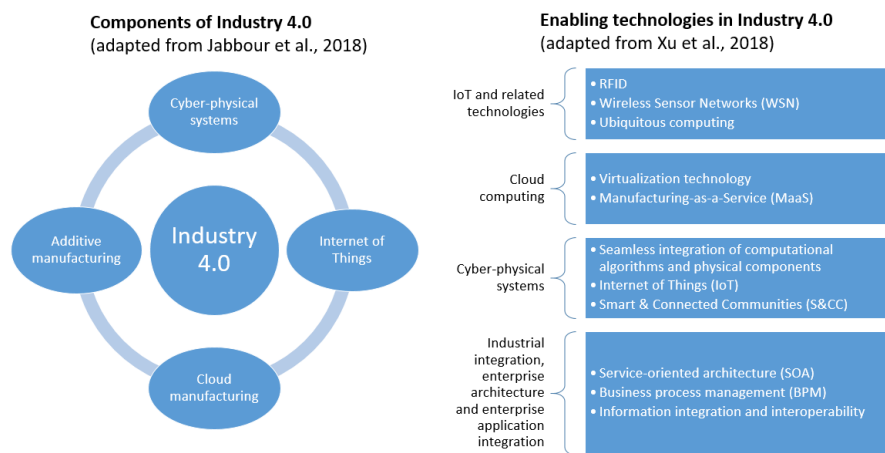 Components of Industry 4.0
(adapted from Jabbour et al., 2018)
Cyber-physical
systems
Additive
manufacturing
Industry
4.0
Internet of
Things
Cloud
manufacturing
Enabling technologies in Industry 4.0
(adapted from Xu et al., 2018)
IoT and related
technologies
• RFID
• Wireless Sensor Networks (WSN)
• Ubiquitous computing
Cloud
computing
• Virtualization technology
• Manufacturing-as-a-Service (MaaS)
Cyber-physical
systems
• Seamless integration of computational
algorithms and physical components
• Internet of Things (IoT)
• Smart & Connected Communities (S&CC)
Industrial
integration,
enterprise
architecture
and enterprise
application
integration
• Service-oriented architecture (SOA)
• Business process management (BPM)
• Information integration and interoperability